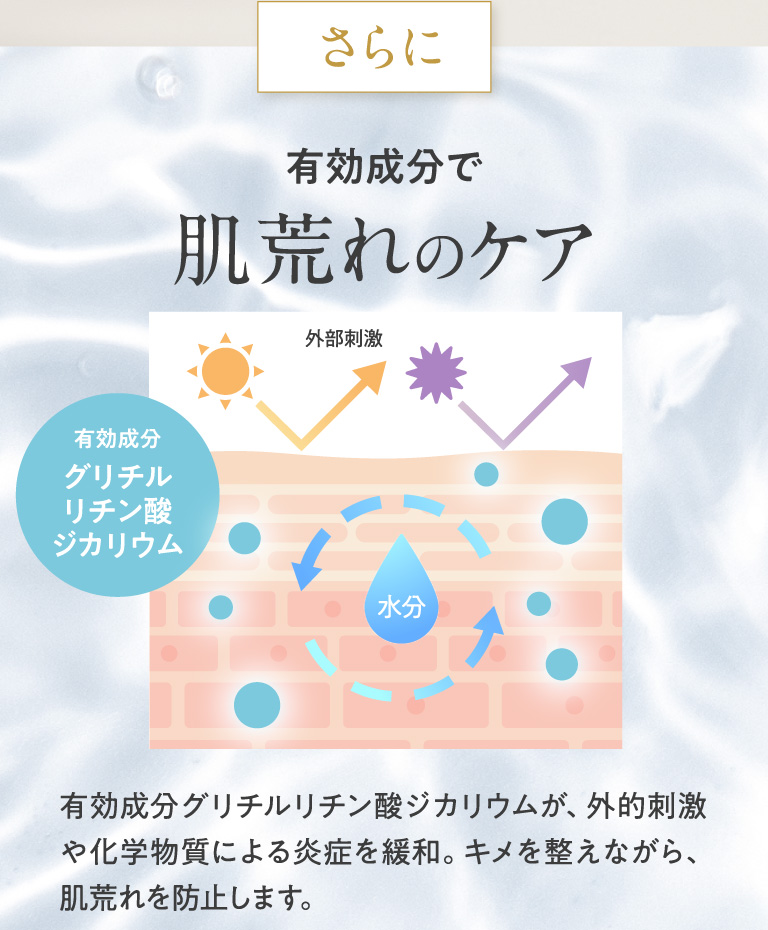 さらに
有効成分で
肌荒れのケア
外部刺激
有効成分
グリチル
リチン酸
ジカリウム
水分
有効成分グリチルリチン酸ジカリウムが、外的刺激
や化学物質による炎症を緩和。キメを整えながら、
肌荒れを防止します。